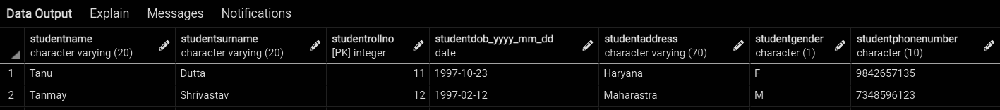 Data Output Explain Messages Notifications
studentname studentsurname studentrollno studentdob_yyyy_mm_dd studentaddress studentgender studentphonenumber
character varying (20) character varying (20) [PK] integer date character varying (70) character (1) character (10)
1 Tanu Dutta 11 1997-10-23 Haryana F 9842657135
2 Tanmay Shrivastav 12 1997-02-12 Maharastra M 7348596123